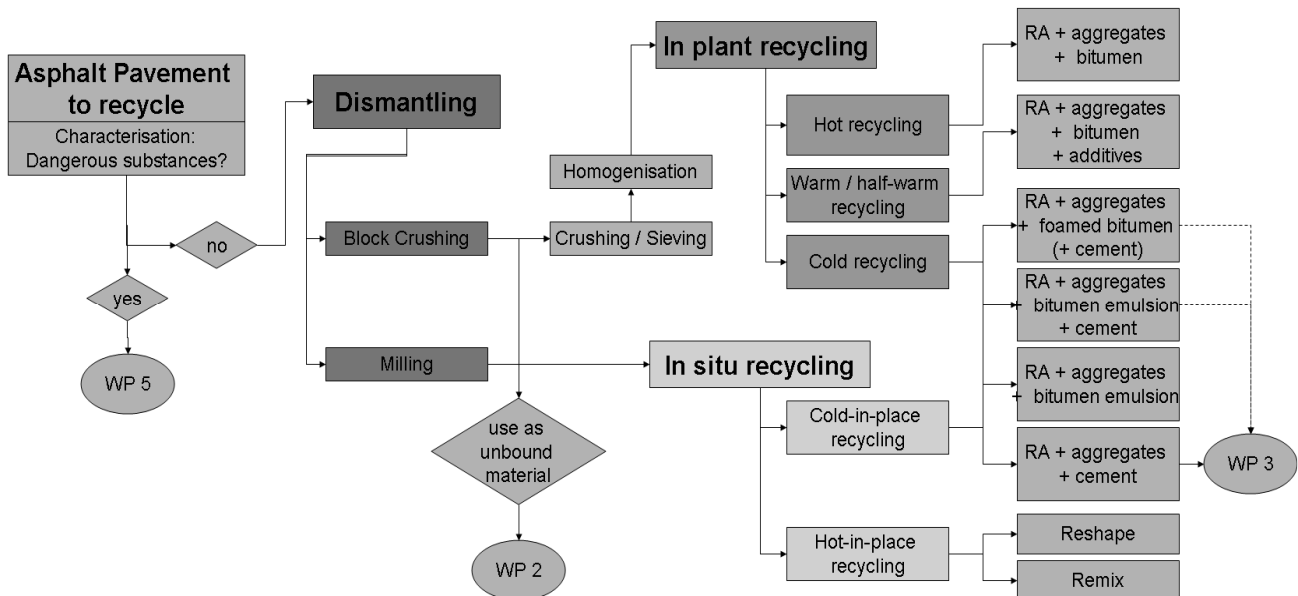 Asphalt Pavement
to recycle
Characterisation:
Dangerous substances?
no
yes
WP 5
Dismantling
Block Crushing
Milling
Homogenisation
Crushing / Sieving
use as
unbound
material
WP 2
In plant recycling
Hot recycling
Warm / half-warm
recycling
Cold recycling
In situ recycling
Cold-in-place
recycling
Hot-in-place
recycling
RA + aggregates
+ bitumen
RA + aggregates
+ bitumen
+ additives
RA + aggregates
+ foamed bitumen
(+ cement)
RA + aggregates
+ bitumen emulsion
+ cement
RA + aggregates
+ bitumen emulsion
RA + aggregates
+ cement
WP 3
Reshape
Remix